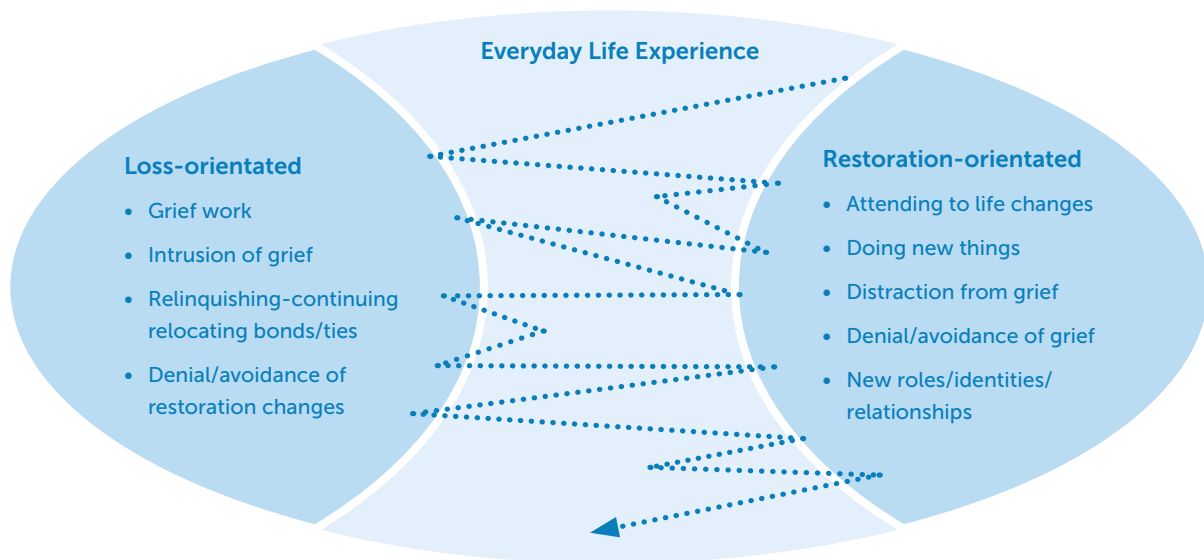 Everyday Life Experience
Loss-orientated
• Grief work
• Intrusion of grief
• Relinquishing-continuing
relocating bonds/ties
• Denial/avoidance of
restoration changes
Restoration-orientated
• Attending to life changes
• Doing new things
• Distraction from grief
• Denial/avoidance of grief
• New roles/identities/
relationships